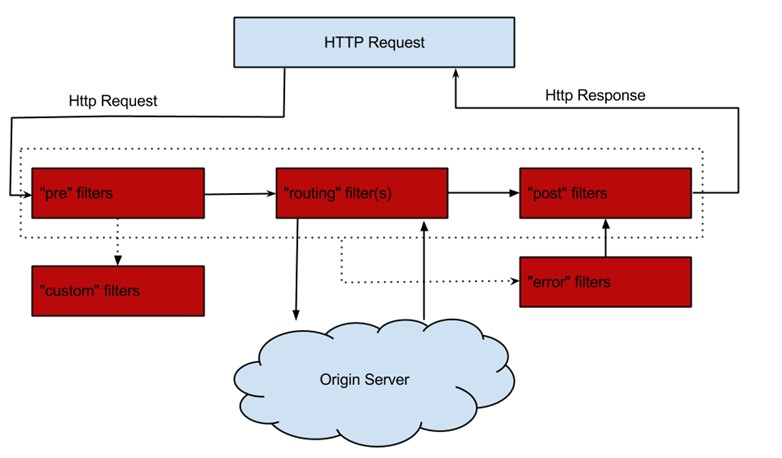 HTTP Request
Http Request
Http Response
"pre" filters
"routing" filter(s)
"post" filters
"custom" filters
"error" filters
Origin Server